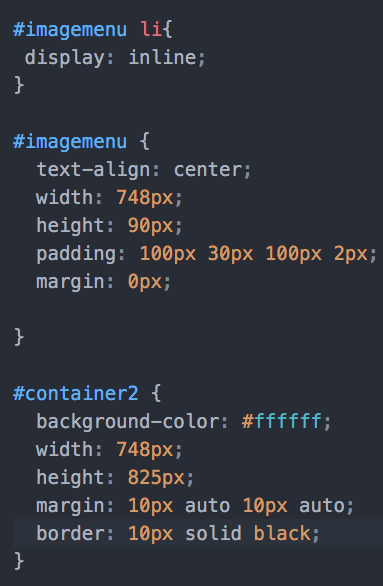 #imagemenu li{
display: inline;
}
#imagemenu {
text-align: center;
width: 748px;
height: 90px;
padding: 100px 30px 100px 2px;
margin: 0px;
}
#container2 {
background-color: #ffffff;
width: 748px;
height: 825px;
margin: 10px auto 10px auto;
border: 10px solid black;
}